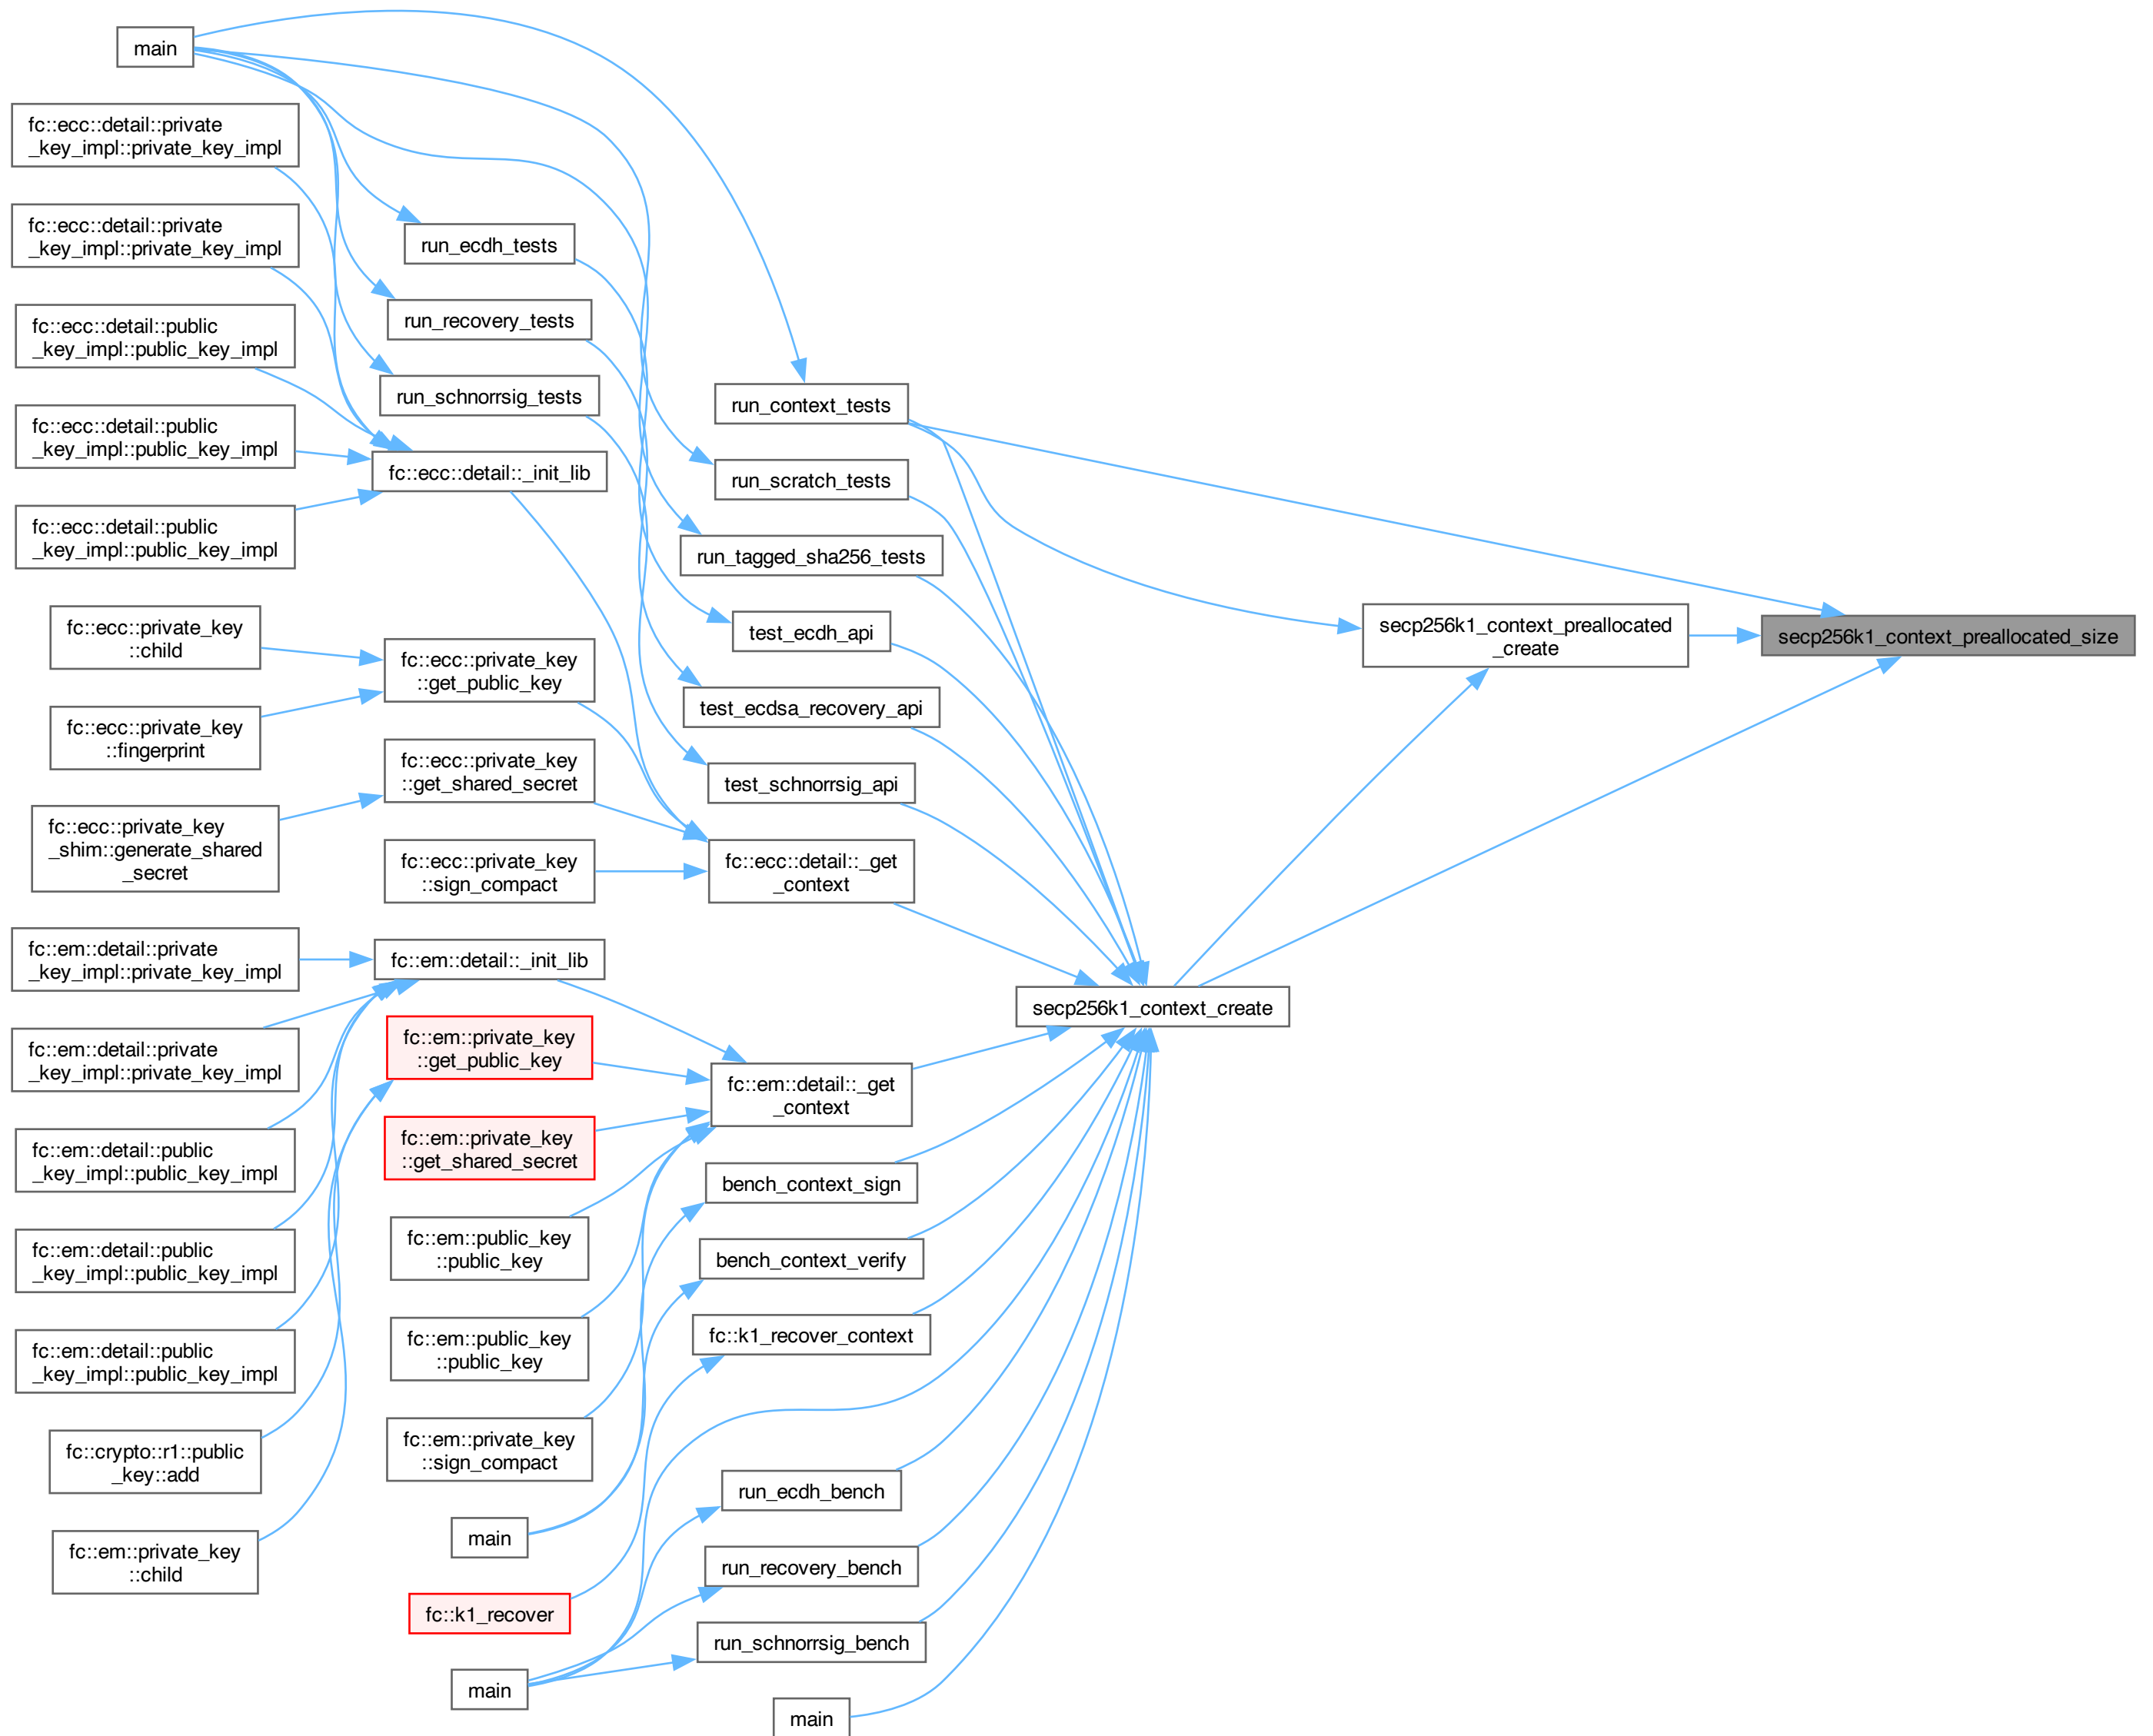 main
fc::ecc::detail::private
_key_impl::private_key_impl
fc::ecc::detail::private
_key_impl::private_key_impl
fc::ecc::detail::public
_key_impl::public_key_impl
fc::ecc::detail::public
_key_impl::public_key_impl
fc::ecc::detail::public
_key_impl::public_key_impl
fc::ecc::private_key
::child
fc::ecc::private_key
::fingerprint
fc::ecc::private_key
_shim::generate_shared
_secret
fc::em::detail::private
_key_impl::private_key_impl
fc::em::detail::private
_key_impl::private_key_impl
fc::em::detail::public
_key_impl::public_key_impl
fc::em::detail::public
_key_impl::public_key_impl
fc::em::detail::public
_key_impl::public_key_impl
fc::crypto::r1::public
_key::add
fc::em::private_key
::child
run_ecdh_tests
run_recovery_tests
run_schnorrsig_tests
fc::ecc::detail::_init_lib
fc::ecc::private_key
::get_public_key
fc::ecc::private_key
::get_shared_secret
fc::ecc::private_key
::sign_compact
fc::em::detail::_init_lib
fc::em::private_key
::get_public_key
fc::em::private_key
::get_shared_secret
fc::em::public_key
::public_key
fc::em::public_key
::public_key
fc::em::private_key
::sign_compact
main
fc::k1_recover
main
run_context_tests
run_scratch_tests
run_tagged_sha256_tests
test_ecdh_api
test_ecdsa_recovery_api
test_schnorrsig_api
fc::ecc::detail::_get
_context
fc::em::detail::_get
_context
bench_context_sign
bench_context_verify
fc::k1_recover_context
run_ecdh_bench
run_recovery_bench
run_schnorrsig_bench
main
secp256k1_context_create
secp256k1_context_preallocated
_create
secp256k1_context_preallocated_size